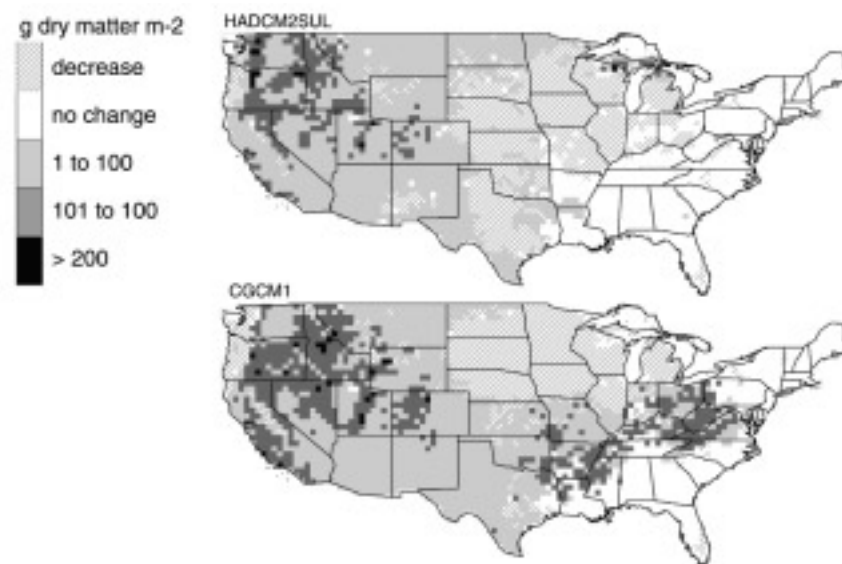 g dry matter m-2
decrease
no change
1 to 100
101 to 100
> 200
HADCM2SUL
CGCM1